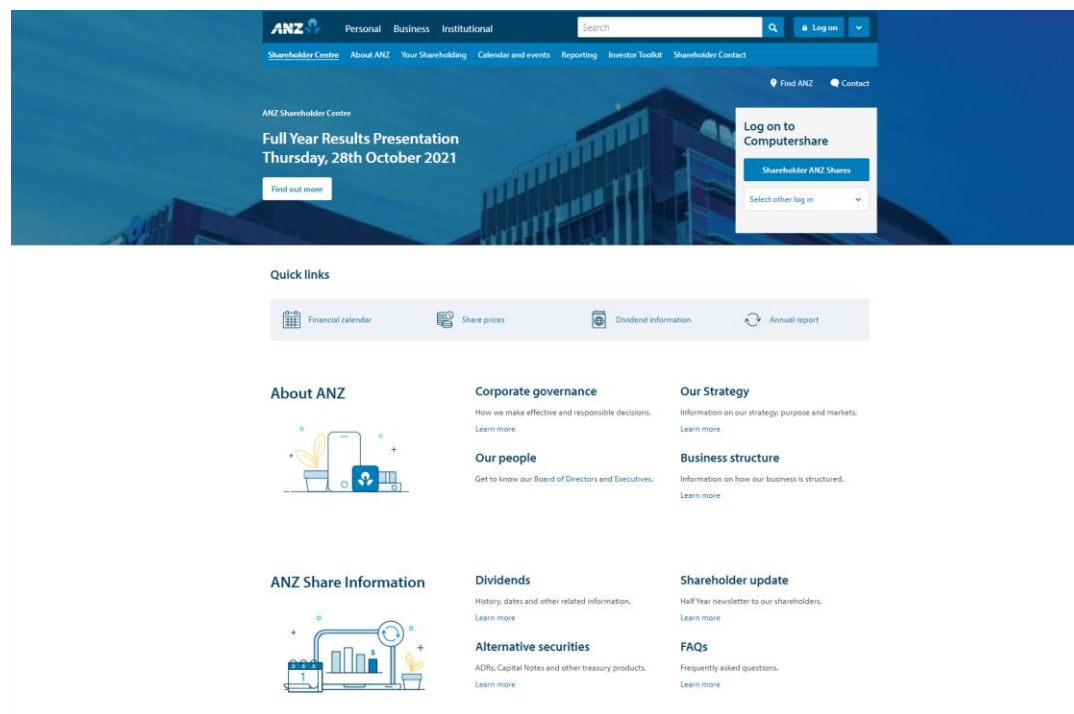 ANZ
Personal Business Institutional
Search
Log on
Shareholder Centre About ANZ Your Shareholding Calendar and events Reporting Investor Toolkit Shareholder Contact
Find ANZ Contact
ANZ Shareholder Centre
Full Year Results Presentation
Thursday, 28th October 2021
Find out more
Log on to
Computershare
Shareholder ANZ Shares
Select other log in
Quick links
Financial calendar Share prices Dividend information Annual report
About ANZ
Corporate governance
How we make effective and responsible decisions.
Learn more
Our Strategy
Information on our strategy, purpose and markets.
Learn more
Our people
Get to know our Board of Directors and Executives.
Business structure
Information on how our business is structured.
Learn more
ANZ Share Information
1
$
Dividends
History, dates and other related information.
Learn more
Shareholder update
Half Year newsletter to our shareholders.
Learn more
Alternative securities
ADRs, Capital Notes and other treasury products.
Learn more
FAQs
Frequently asked questions.
Learn more